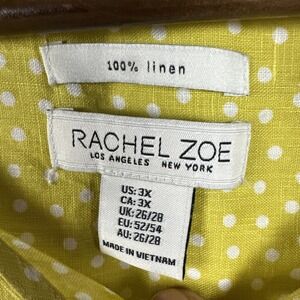 100% linen
RACHEL ZOE
LOS ANGELES NEW YORK
US: 3X
CA: 3X
UK: 26/28
EU: 52/54
AU: 26/28
MADE IN VIETNAM